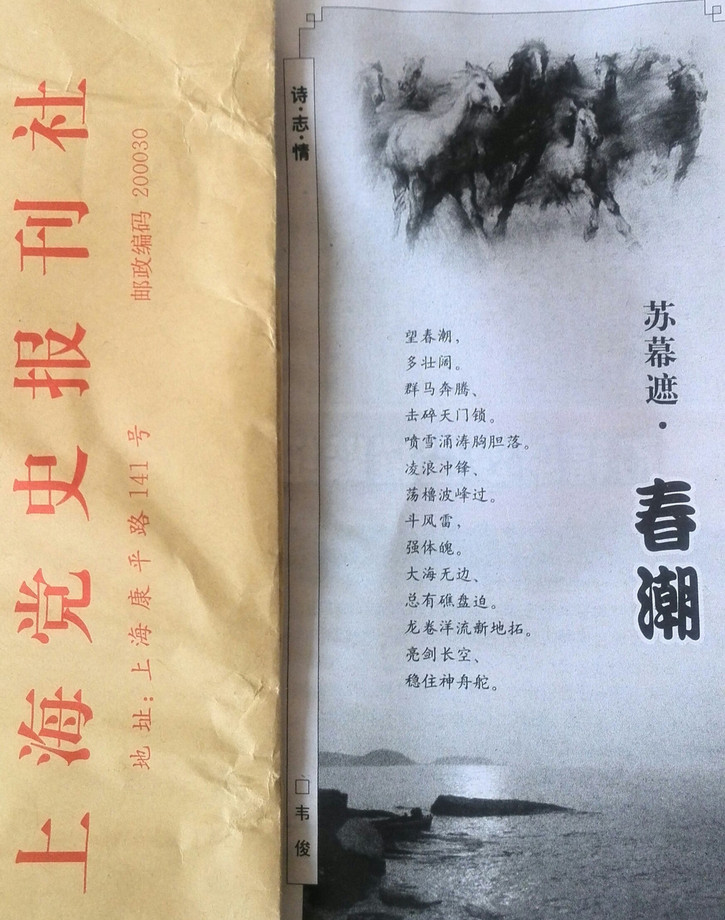 上海党史报刊社
地址：上海康平路141号
邮政编码 200030
诗·志·情
苏幕遮·
春潮
望春潮，
多壮阔。
群马奔腾、
击碎天门锁。
喷雪涌涛胸胆落。
凌浪冲锋、
荡橹波峰过。
斗风雷，
强体魄。
大海无边、
总有礁盘迫。
龙卷洋流新地拓。
亮剑长空、
稳住神舟舵。
□韦俊